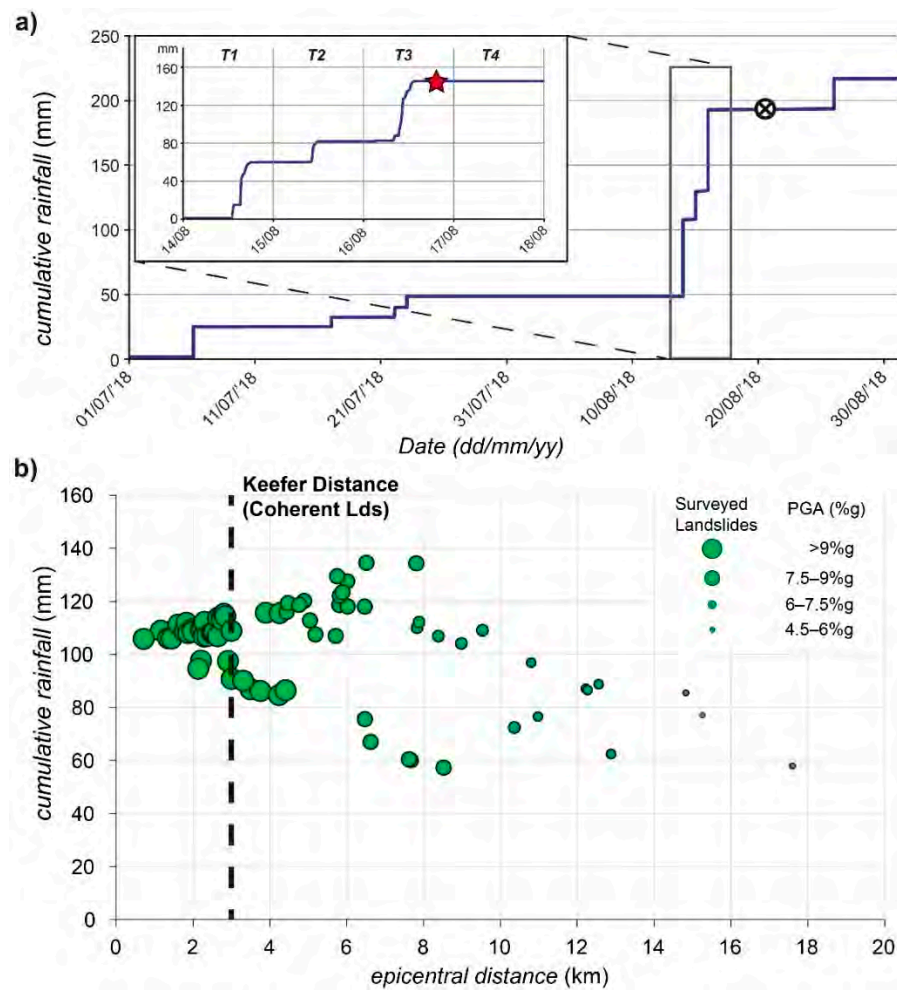 a)
250
200
150
100
50
0
cumulative rainfall (mm)
mm
160
120
80
40
0
T1 T2 T3 T4
14/08 15/08 16/08 17/08 18/08
01/07/'18 11/07/'18 21/07/'18 31/07/'18 10/08/'18 20/08/'18 30/08/'18
Date (dd/mm/yy)
b)
Keefer Distance
(Coherent Lds)
160
140
120
100
80
60
40
20
0
cumulative rainfall (mm)
Surveyed PGA (%g)
Landslides
>9%g
7.5–9%g
6–7.5%g
4.5–6%g
0 2 4 6 8 10 12 14 16 18 20
epicentral distance (km)